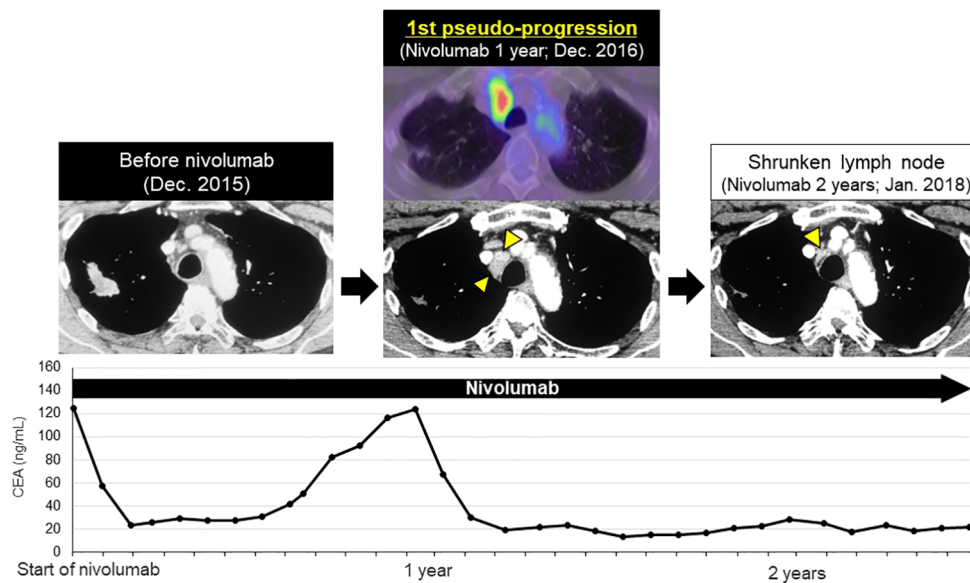 1st pseudo-progression
(Nivolumab 1 year; Dec. 2016)
Before nivolumab
(Dec. 2015)
Shrunken lymph node
(Nivolumab 2 years; Jan. 2018)
Nivolumab
CEA (ng/mL)
160
140
120
100
80
60
40
20
0
Start of nivolumab
1 year
2 years